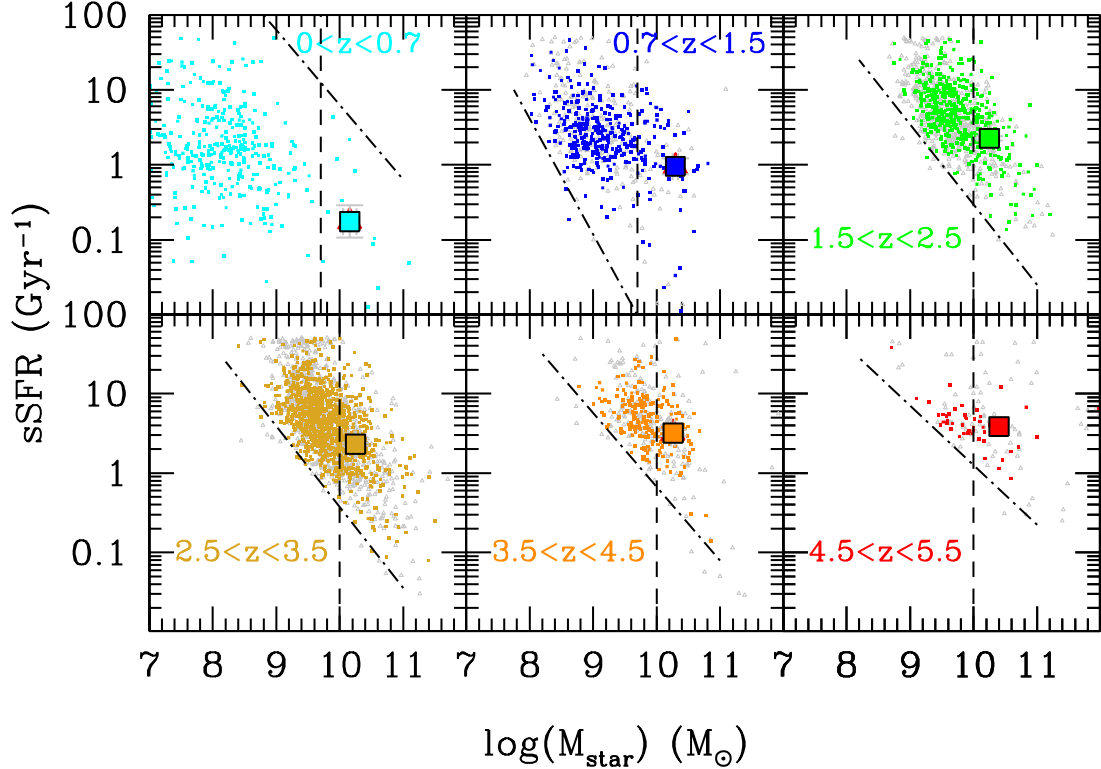 100
10
1
0.1
0<z<0.7
0.7<z<1.5
1.5<z<2.5
sSFR (Gyr⁻¹)
100
10
1
0.1
2.5<z<3.5
3.5<z<4.5
4.5<z<5.5
7 8 9 10 11 7 8 9 10 11 7 8 9 10 11
log(M_star) (M_⊙)